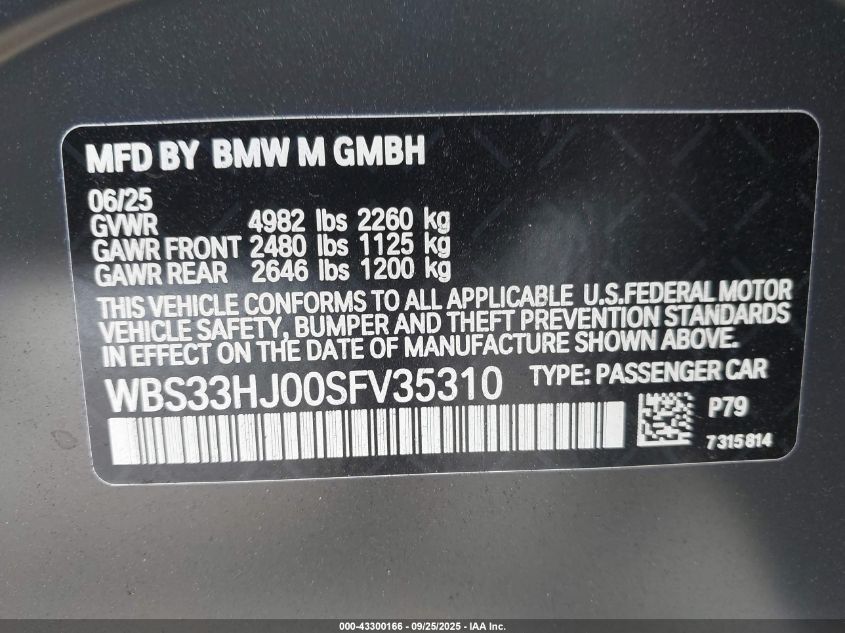 MFD BY BMW M GMBH
06/25
GVWR 4982 lbs 2260 kg
GAWR FRONT 2480 lbs 1125 kg
GAWR REAR 2646 lbs 1200 kg
THIS VEHICLE CONFORMS TO ALL APPLICABLE U.S.FEDERAL MOTOR
VEHICLE SAFETY, BUMPER AND THEFT PREVENTION STANDARDS
IN EFFECT ON THE DATE OF MANUFACTURE SHOWN ABOVE.
WBS33HJ00SFV35310 TYPE: PASSENGER CAR
P79
7315814
000-43300166 - 09/25/2025 - IAA Inc.